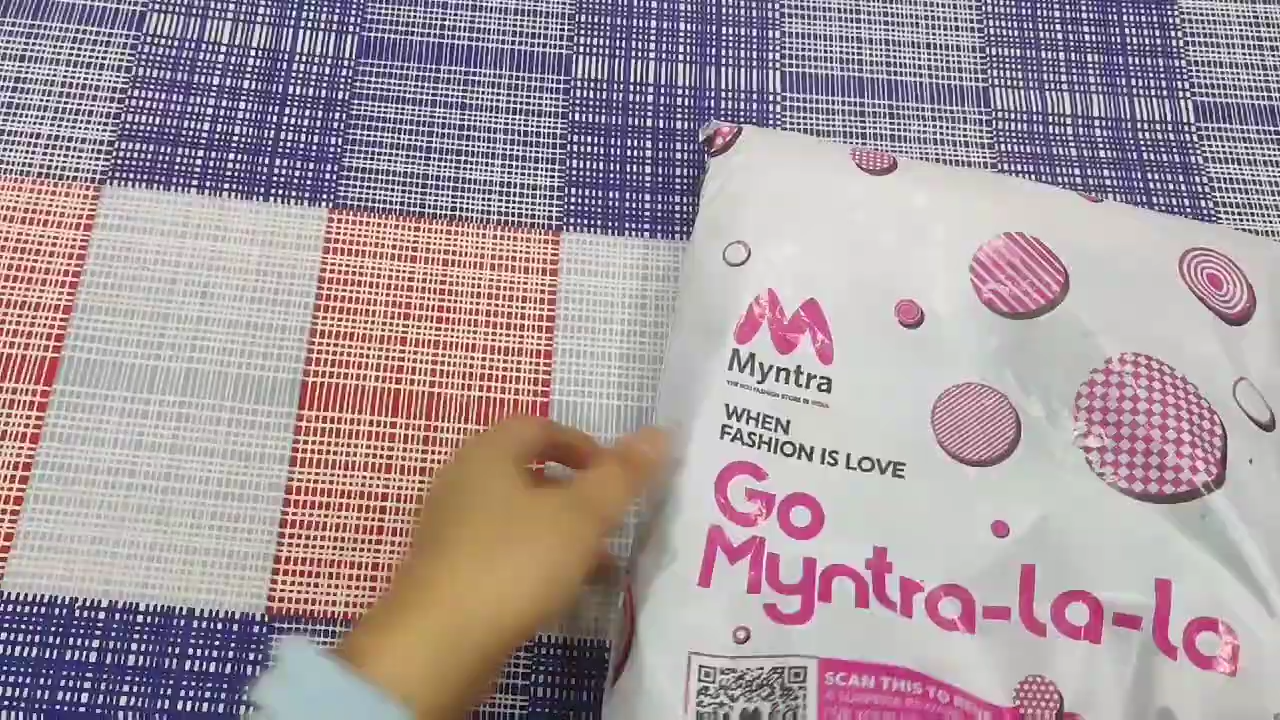 Myntra
WHEN
FASHION IS LOVE
Go
Myntra-la-la
SCAN THIS TO